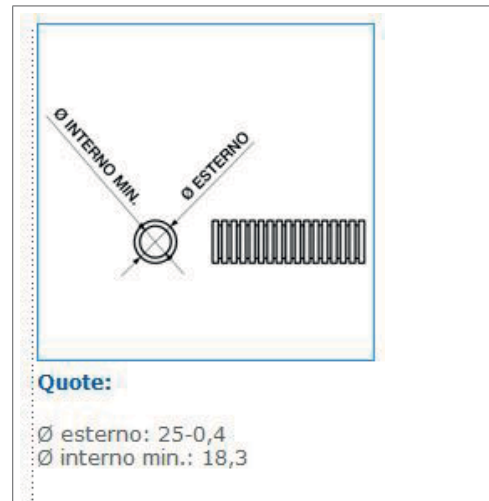 Ø INTERNO MIN.
Ø ESTERNO
Quote:
Ø esterno: 25-0,4
Ø interno min.: 18,3